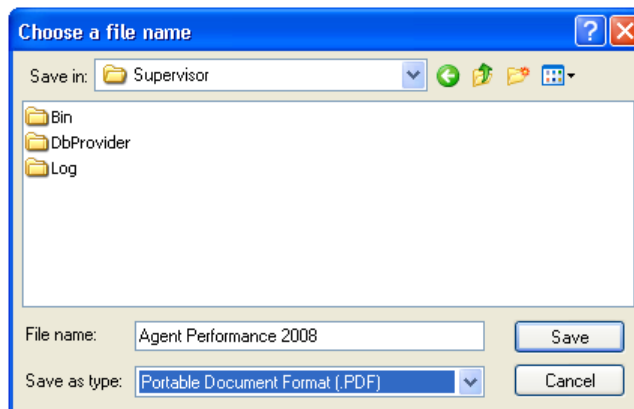 Choose a file name
Save in: Supervisor
Bin
DbProvider
Log
File name: Agent Performance 2008 Save
Save as type: Portable Document Format (.PDF) Cancel